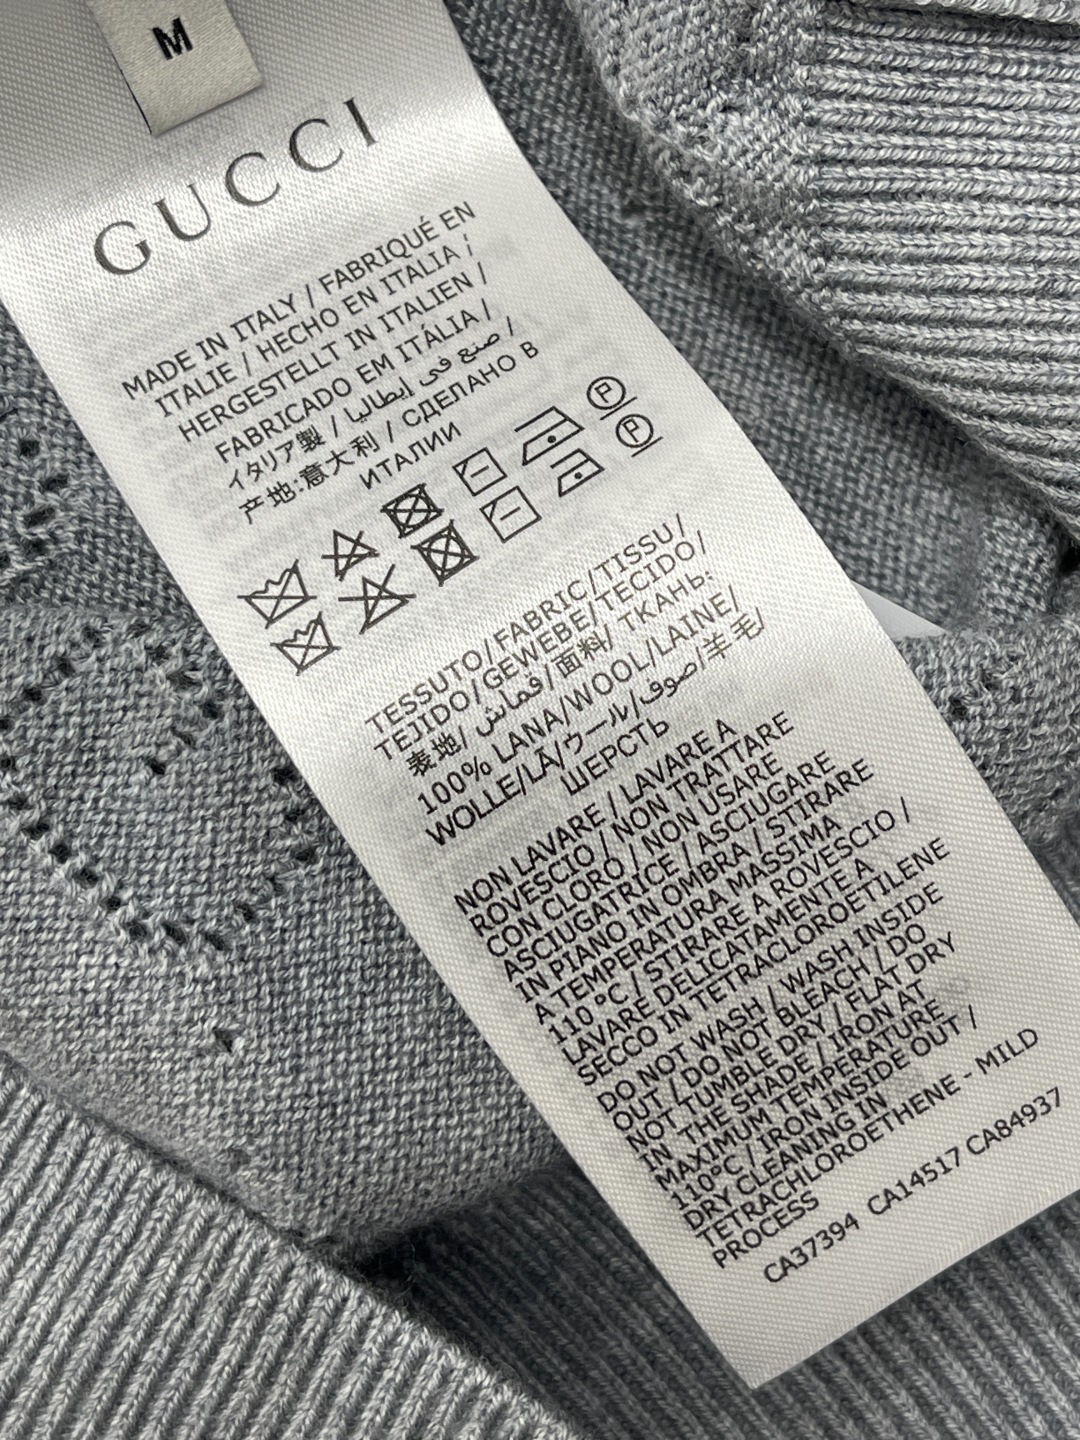 M
GUCCI
MADE IN ITALY / FABRIQUÉ EN
ITALIE / HECHO EN ITALIA /
HERGESTELLT IN ITALIEN /
FABRICADO EM ITÁLIA /
イタリア製 / صنع في إيطاليا /
产地:意大利 / СДЕЛАНО В
ИТАЛИИ
P
P
TESSUTO/FABRIC/TISSU/
TEJIDO/GEWEBE/TECIDO/
表地/قماش/面料/ ТКАНЬ:
100% LANA/WOOL/LAINE/
WOLLE/LÃ/ウール/صوف/羊毛/
ШЕРСТЬ
NON LAVARE / LAVARE A
ROVESCIO / NON TRATTARE
CON CLORO / NON USARE
ASCIUGATRICE / ASCIUGARE
IN PIANO IN OMBRA / STIRARE
A TEMPERATURA MASSIMA
110 °C / STIRARE A ROVESCIO /
LAVARE DELICATAMENTE A
SECCO IN TETRACLOROETILENE
DO NOT WASH / WASH INSIDE
OUT / DO NOT BLEACH / DO
NOT TUMBLE DRY / FLAT DRY
IN THE SHADE / IRON AT
MAXIMUM TEMPERATURE
110°C / IRON INSIDE OUT /
DRY CLEANING IN
TETRACHLOROETHENE - MILD
PROCESS
CA37394 CA14517 CA84937